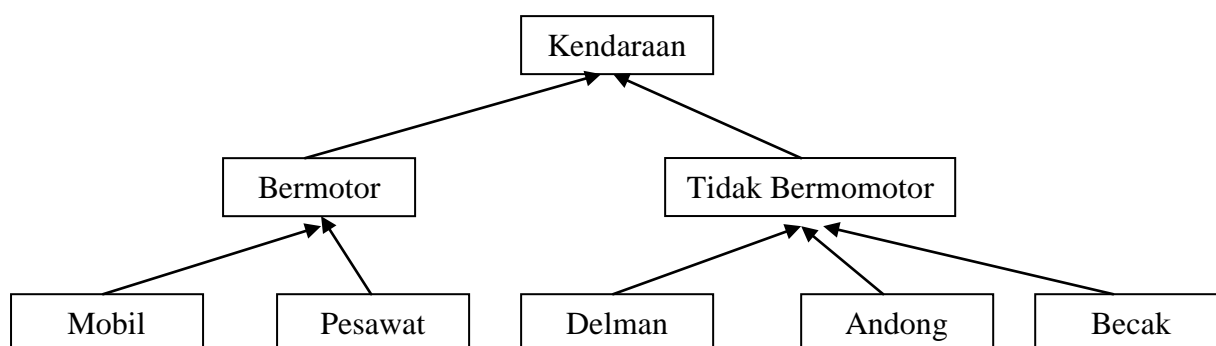 Kendaraan
Bermotor
Tidak Bermomotor
Mobil
Pesawat
Delman
Andong
Becak